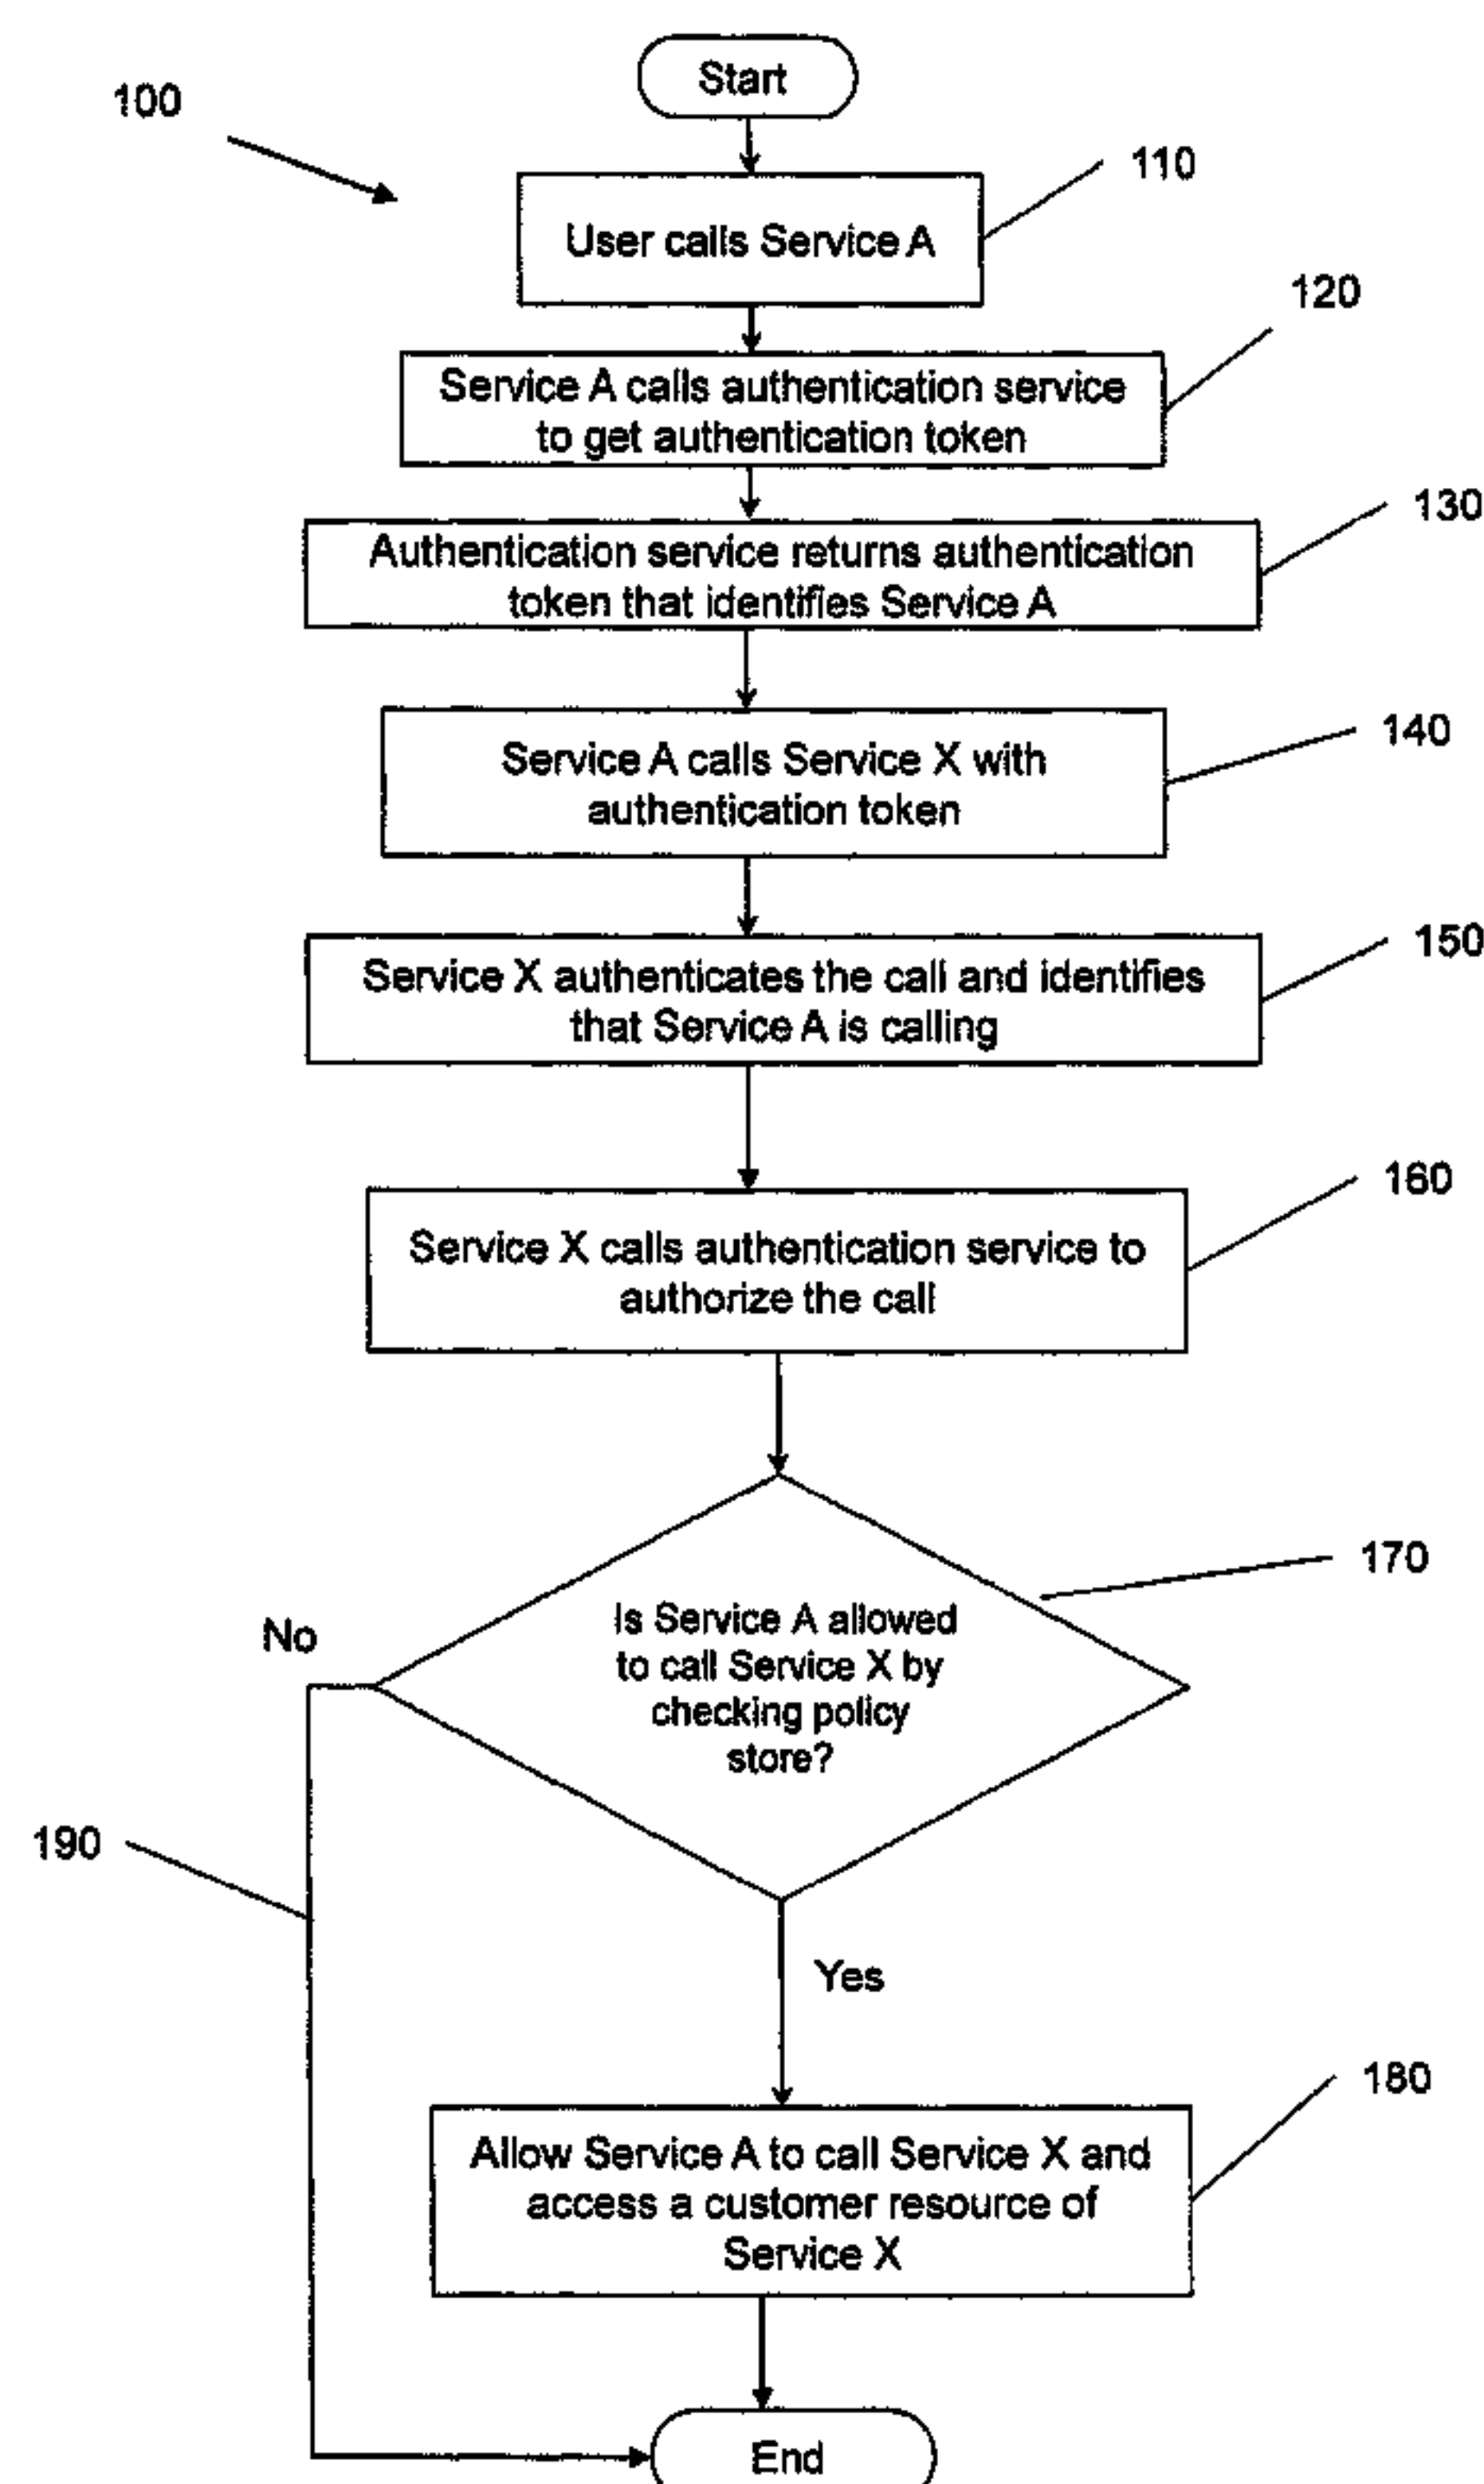 Start
100
110
User calls Service A
120
Service A calls authentication service
to get authentication token
130
Authentication service returns authentication
token that identifies Service A
140
Service A calls Service X with
authentication token
150
Service X authenticates the call and identifies
that Service A is calling
160
Service X calls authentication service to
authorize the call
170
Is Service A allowed
to call Service X by
checking policy
store?
No
190
Yes
180
Allow Service A to call Service X and
access a customer resource of
Service X
End